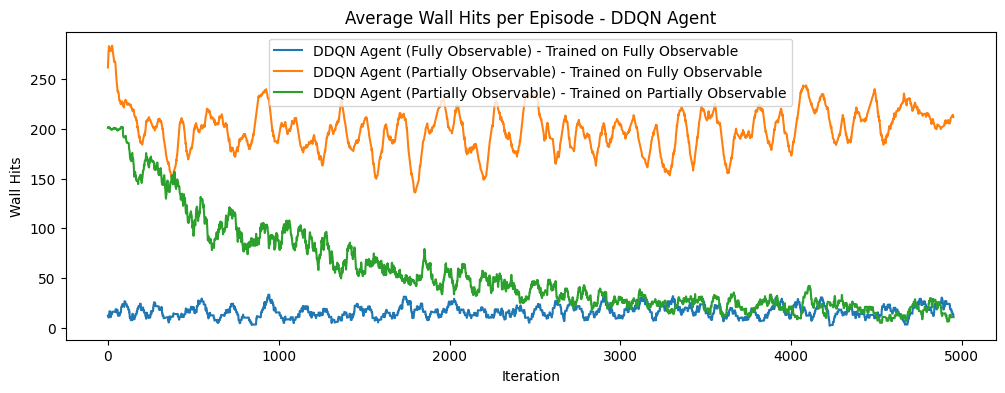 Average Wall Hits per Episode - DDQN Agent
DDQN Agent (Fully Observable) - Trained on Fully Observable
DDQN Agent (Partially Observable) - Trained on Fully Observable
DDQN Agent (Partially Observable) - Trained on Partially Observable
Wall Hits
250
200
150
100
50
0
0 1000 2000 3000 4000 5000
Iteration